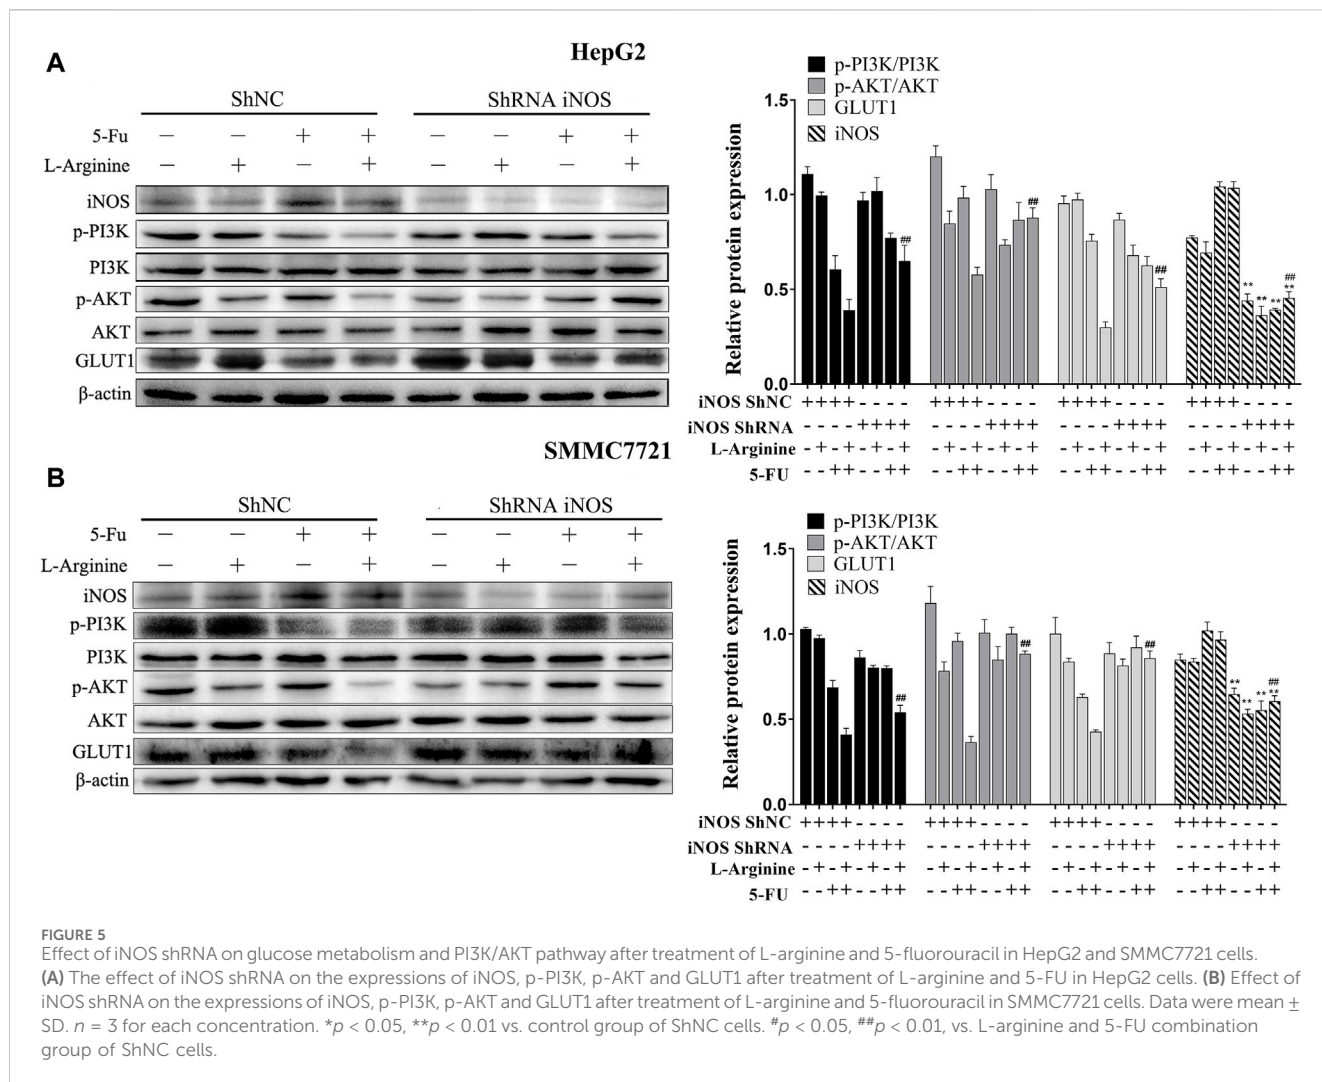 A
HepG2
ShNC ShRNA iNOS
5-Fu − − + + − − + +
L-Arginine − + − + − + − +
iNOS
p-PI3K
PI3K
p-AKT
AKT
GLUT1
β-actin
p-PI3K/PI3K
p-AKT/AKT
GLUT1
iNOS
Relative protein expression
1.5
1.0
0.5
0.0
## ## ## ** ** ** ## **
iNOS ShNC ++++---- ++++---- ++++---- ++++----
iNOS ShRNA ----++++ ----++++ ----++++ ----++++
L-Arginine -+-+-+-+ -+-+-+-+ -+-+-+-+ -+-+-+-+
5-FU --++--++ --++--++ --++--++ --++--++
SMMC7721
B
ShNC ShRNA iNOS
5-Fu − − + + − − + +
L-Arginine − + − + − + − +
iNOS
p-PI3K
PI3K
p-AKT
AKT
GLUT1
β-actin
p-PI3K/PI3K
p-AKT/AKT
GLUT1
iNOS
Relative protein expression
1.5
1.0
0.5
0.0
## ## ## ** ** ** ## **
iNOS ShNC ++++---- ++++---- ++++---- ++++----
iNOS ShRNA ----++++ ----++++ ----++++ ----++++
L-Arginine -+-+-+-+ -+-+-+-+ -+-+-+-+ -+-+-+-+
5-FU --++--++ --++--++ --++--++ --++--++
FIGURE 5
Effect of iNOS shRNA on glucose metabolism and PI3K/AKT pathway after treatment of L-arginine and 5-fluorouracil in HepG2 and SMMC7721 cells.
(A) The effect of iNOS shRNA on the expressions of iNOS, p-PI3K, p-AKT and GLUT1 after treatment of L-arginine and 5-FU in HepG2 cells. (B) Effect of
iNOS shRNA on the expressions of iNOS, p-PI3K, p-AKT and GLUT1 after treatment of L-arginine and 5-fluorouracil in SMMC7721 cells. Data were mean ±
SD. n = 3 for each concentration. *p < 0.05, **p < 0.01 vs. control group of ShNC cells. #p < 0.05, ##p < 0.01, vs. L-arginine and 5-FU combination
group of ShNC cells.